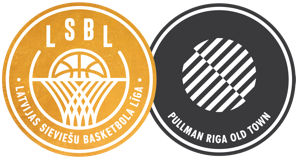 LSBL
· LATVIJAS SIEVIEŠU BASKETBOLA LĪGA ·
PULLMAN RIGA OLD TOWN